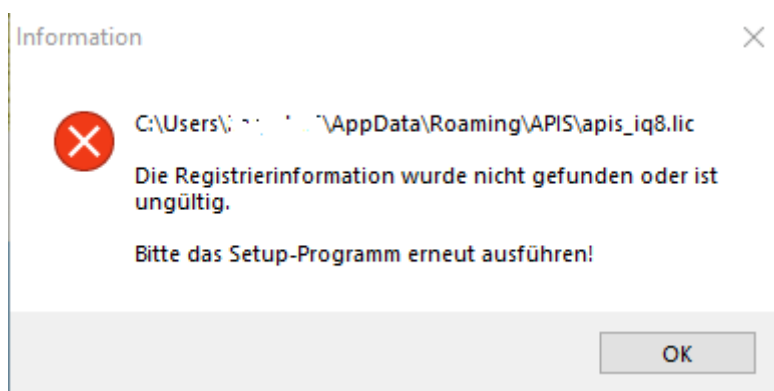 Information
C:\Users\ \AppData\Roaming\APIS\apis_iq8.lic
Die Registrierinformation wurde nicht gefunden oder ist
ungültig.
Bitte das Setup-Programm erneut ausführen!
OK